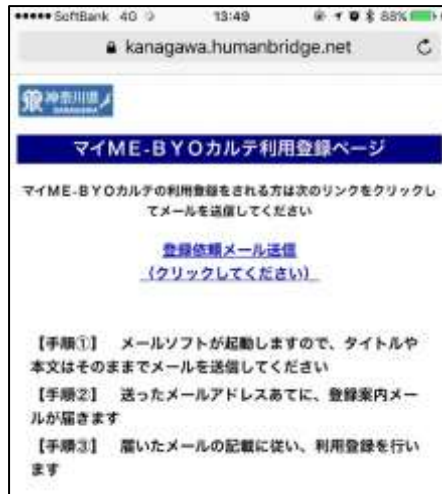 ●●●●● SoftBank 4G 13:49 88%
kanagawa.humanbridge.net
神奈川県
KANAGAWA
マイME-BYOカルテ利用登録ページ
マイME-BYOカルテの利用登録をされる方は次のリンクをクリックし
てメールを送信してください
登録依頼メール送信
（クリックしてください）
【手順①】　メールソフトが起動しますので、タイトルや
本文はそのままでメールを送信してください
【手順②】　送ったメールアドレスあてに、登録案内メー
ルが届きます
【手順③】　届いたメールの記載に従い、利用登録を行い
ます